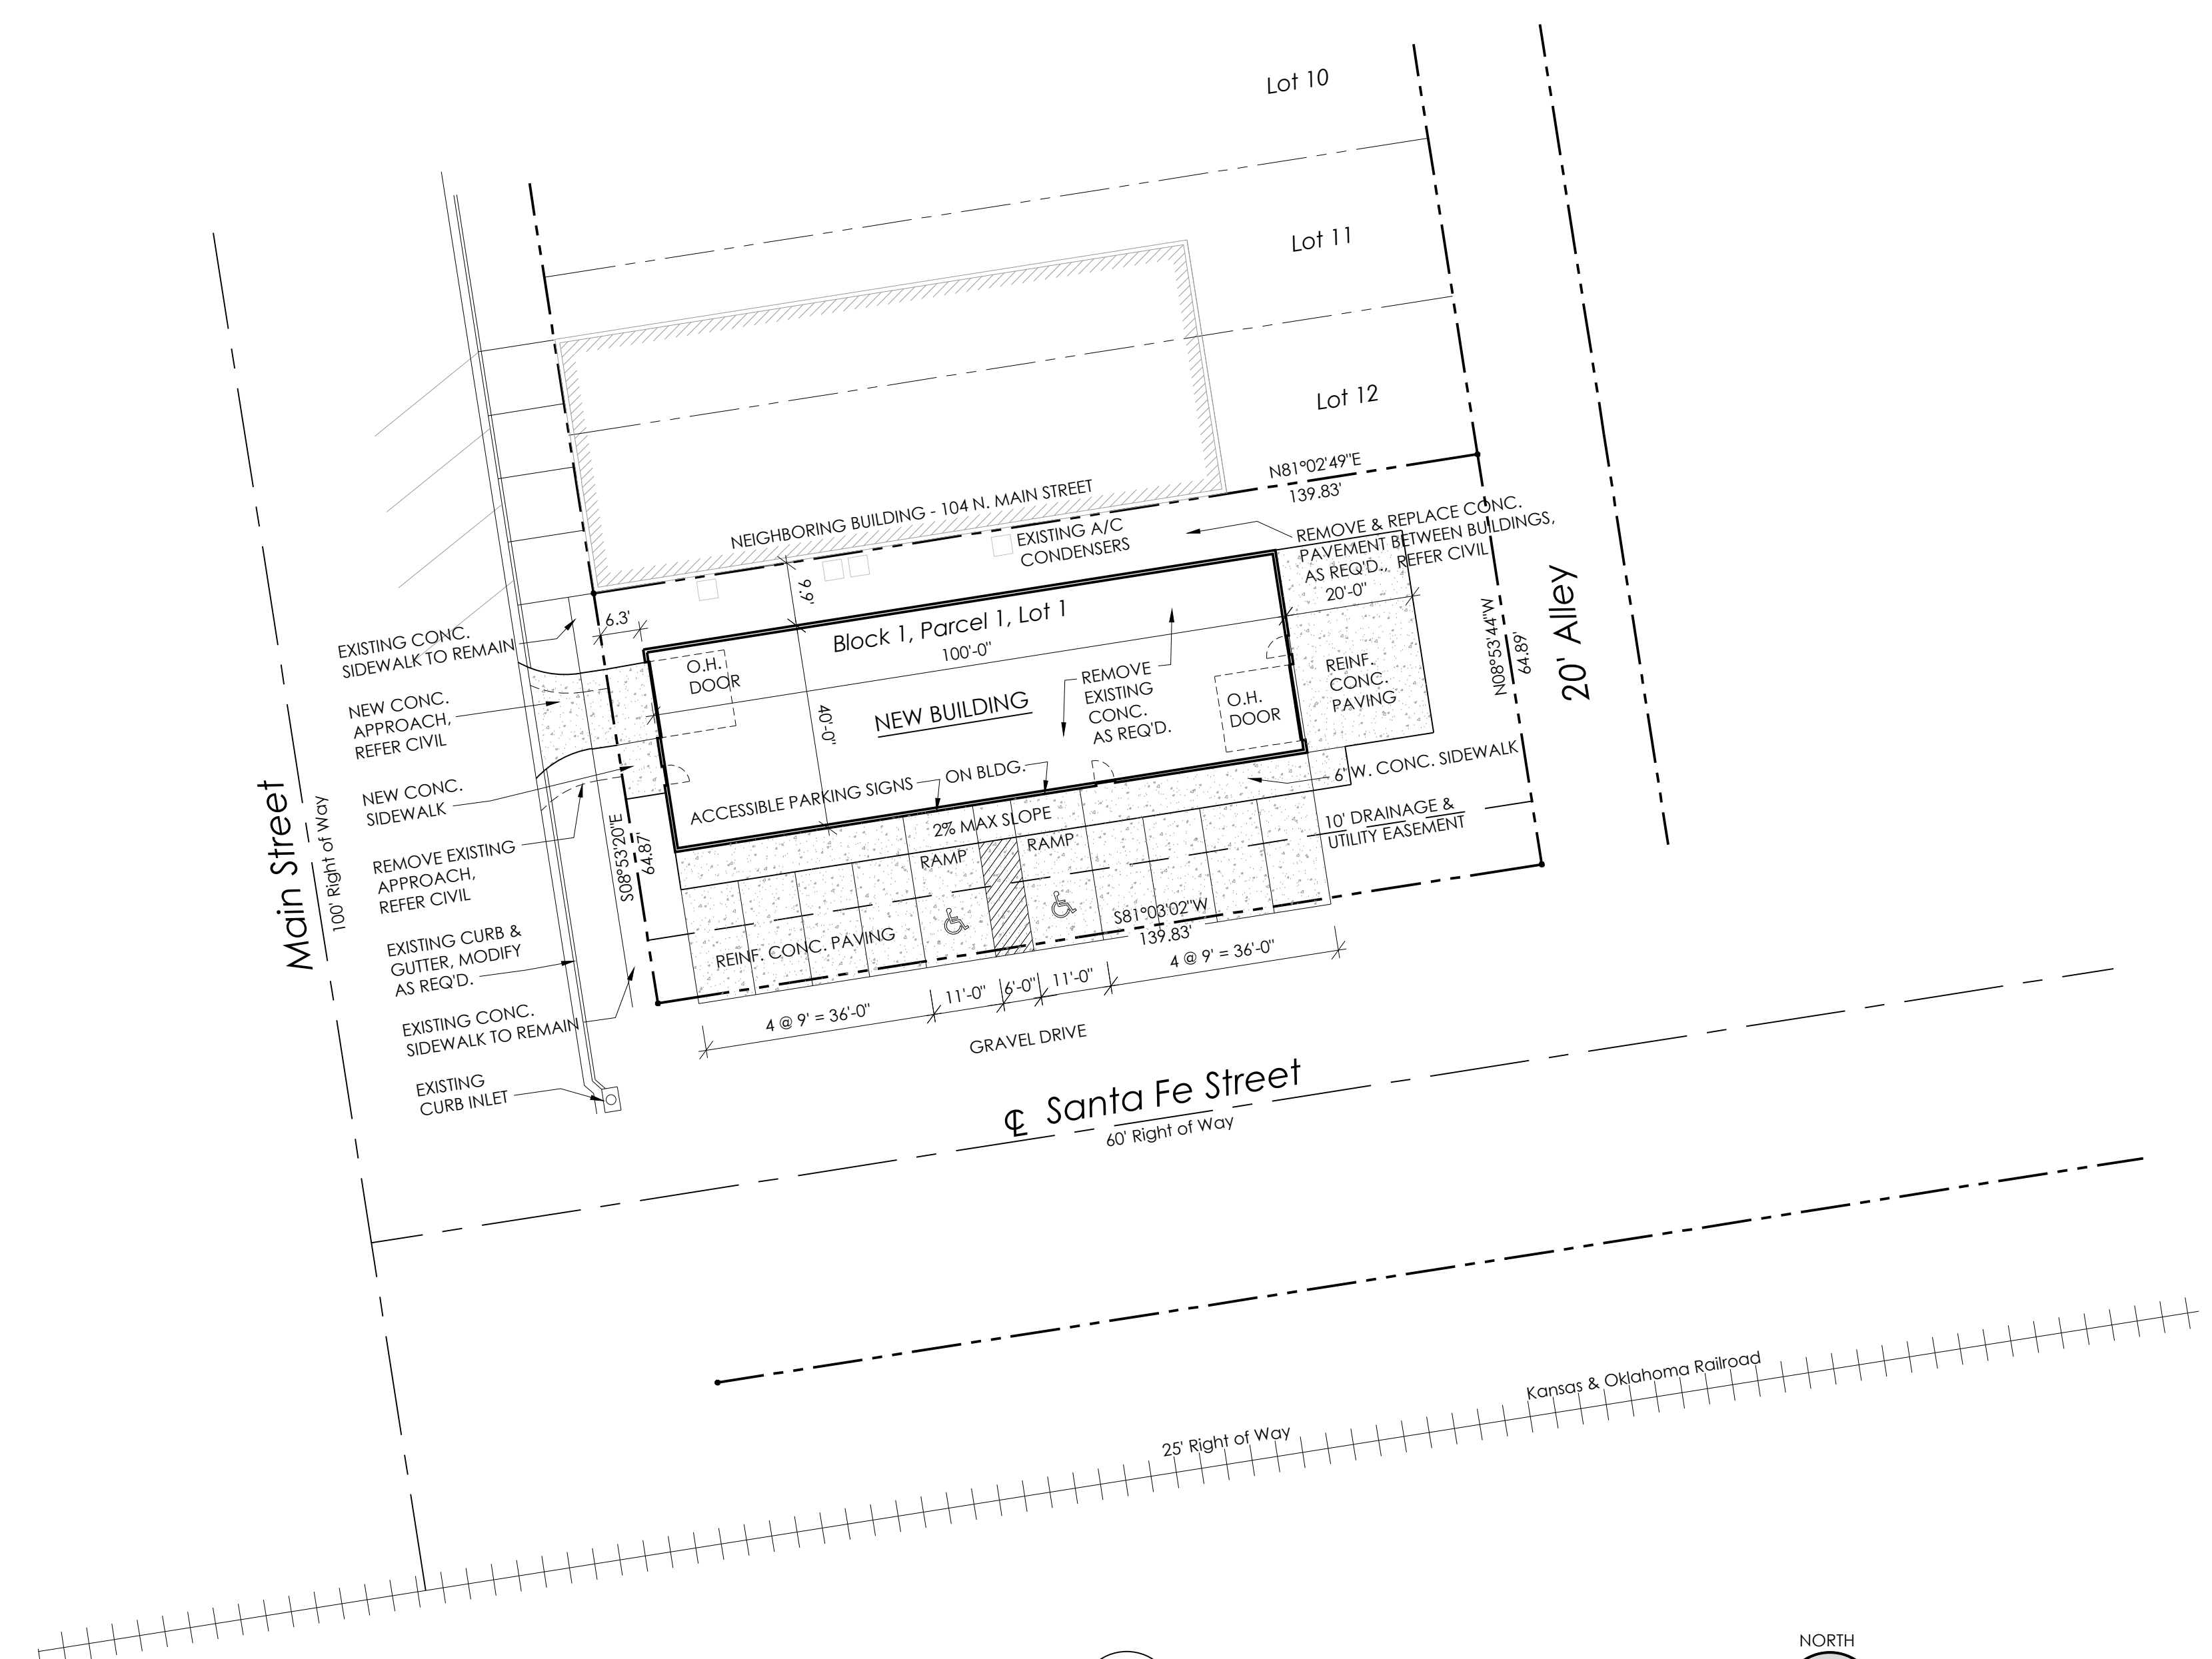 Lot 10
Lot 11
Lot 12
N81°02'49"E
139.83'
NEIGHBORING BUILDING - 104 N. MAIN STREET
EXISTING A/C
CONDENSERS
REMOVE & REPLACE CONC.
PAVEMENT BETWEEN BUILDINGS,
AS REQ'D., REFER CIVIL
20'-0"
9.9'
6.3'
Block 1, Parcel 1, Lot 1
100'-0"
O.H.
DOOR
40'-0"
NEW BUILDING
REMOVE
EXISTING
CONC.
AS REQ'D.
O.H.
DOOR
REINF.
CONC.
PAVING
N08°53'44"W
64.89'
20' Alley
EXISTING CONC.
SIDEWALK TO REMAIN
NEW CONC.
APPROACH,
REFER CIVIL
NEW CONC.
SIDEWALK
REMOVE EXISTING
APPROACH,
REFER CIVIL
EXISTING CURB &
GUTTER, MODIFY
AS REQ'D.
EXISTING CONC.
SIDEWALK TO REMAIN
EXISTING
CURB INLET
Main Street
100' Right of Way
S08°53'20"E
64.87'
ACCESSIBLE PARKING SIGNS
ON BLDG.
6' W. CONC. SIDEWALK
2% MAX SLOPE
RAMP
RAMP
10' DRAINAGE &
UTILITY EASEMENT
REINF. CONC. PAVING
S81°03'02"W
139.83'
4 @ 9' = 36'-0"
11'-0"
6'-0"
11'-0"
4 @ 9' = 36'-0"
GRAVEL DRIVE
℄ Santa Fe Street
60' Right of Way
Kansas & Oklahoma Railroad
25' Right of Way
NORTH